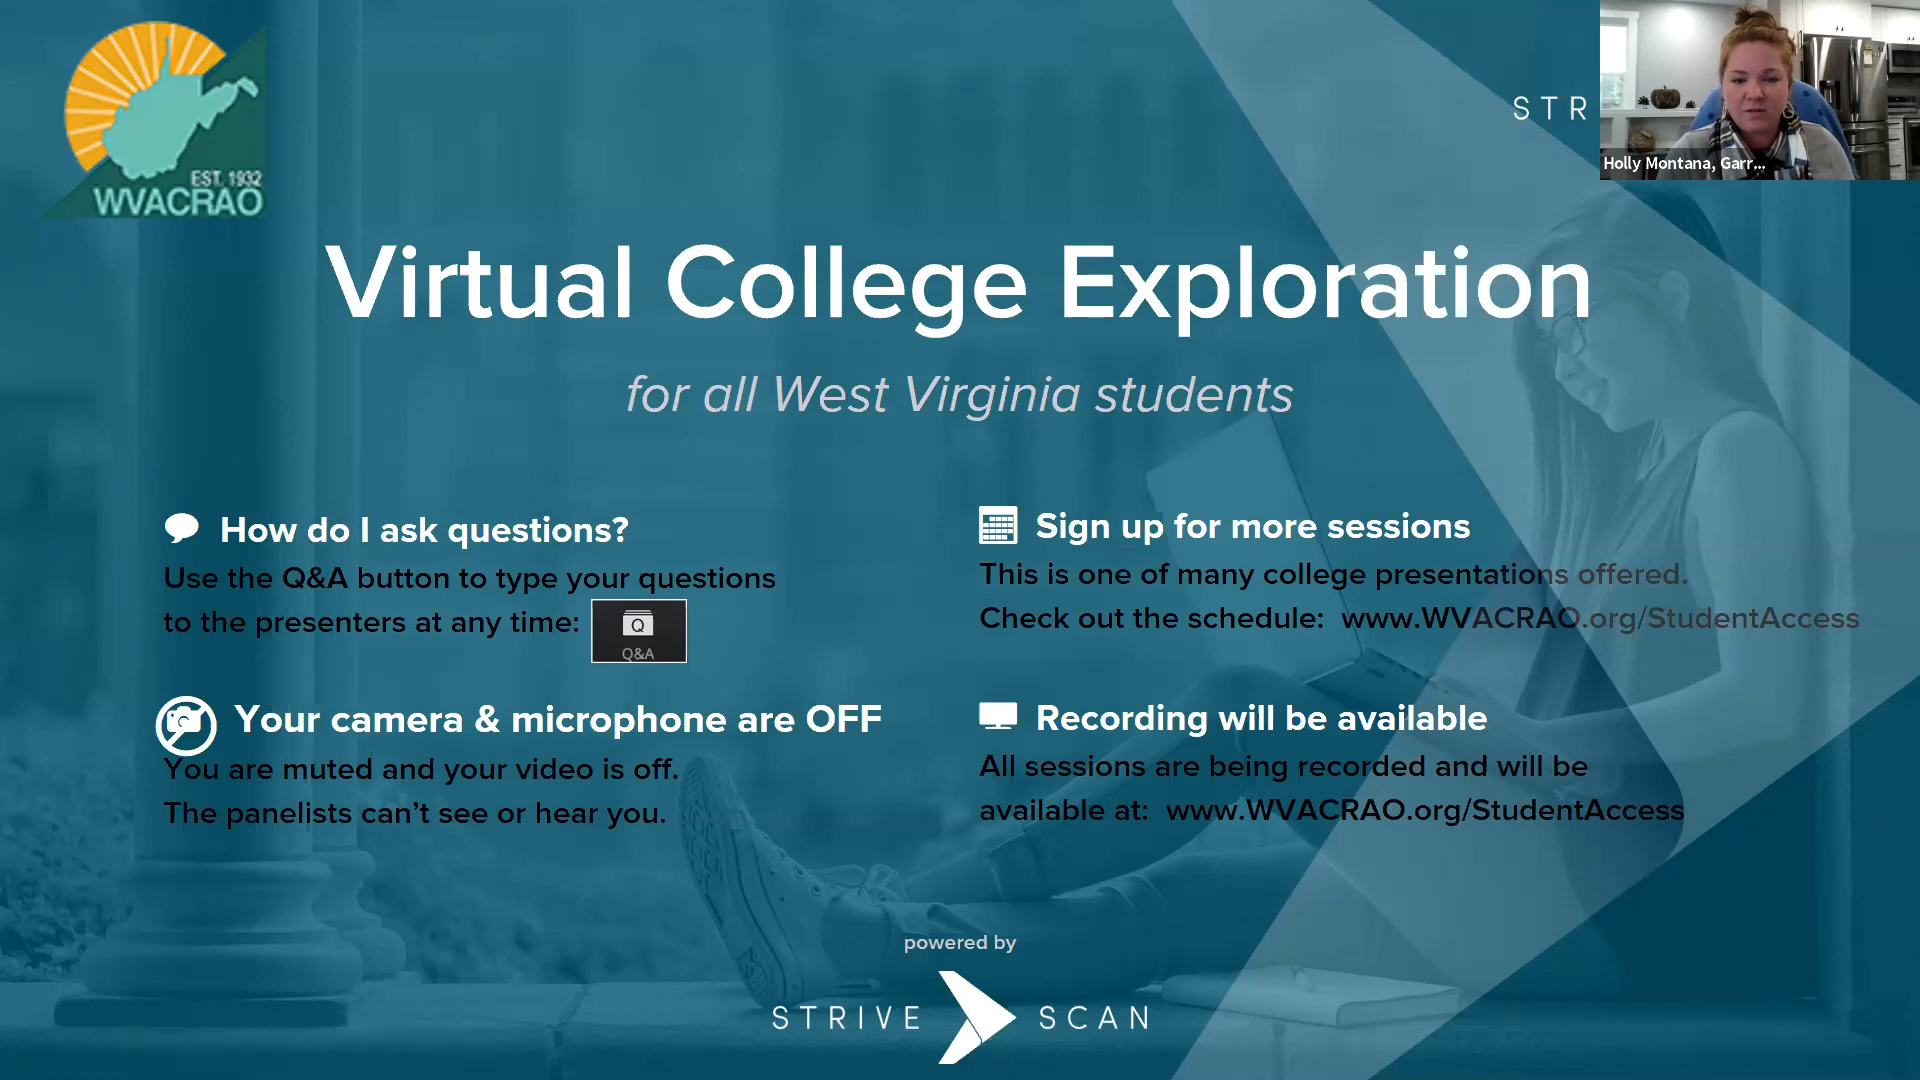 EST. 1932
WVACRAO
STR
Holly Montana, Garr...
Virtual College Exploration
for all West Virginia students
How do I ask questions?
Use the Q&A button to type your questions
to the presenters at any time:
Q
Q&A
Sign up for more sessions
This is one of many college presentations offered.
Check out the schedule: www.WVACRAO.org/StudentAccess
Your camera & microphone are OFF
You are muted and your video is off.
The panelists can’t see or hear you.
Recording will be available
All sessions are being recorded and will be
available at: www.WVACRAO.org/StudentAccess
powered by
STRIVE SCAN